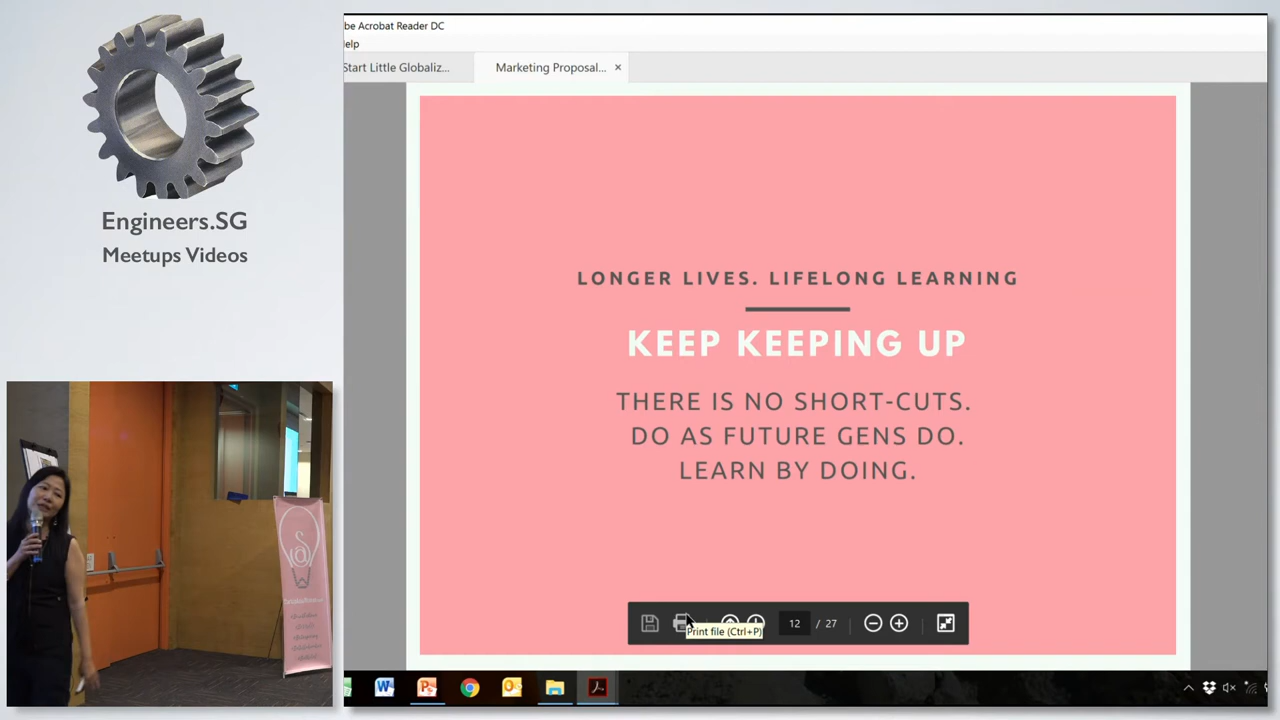 Engineers.SG
Meetups Videos
be Acrobat Reader DC
elp
Start Little Globaliz...
Marketing Proposal... ×
LONGER LIVES. LIFELONG LEARNING
KEEP KEEPING UP
THERE IS NO SHORT-CUTS.
DO AS FUTURE GENS DO.
LEARN BY DOING.
12 / 27
Print file (Ctrl+P)